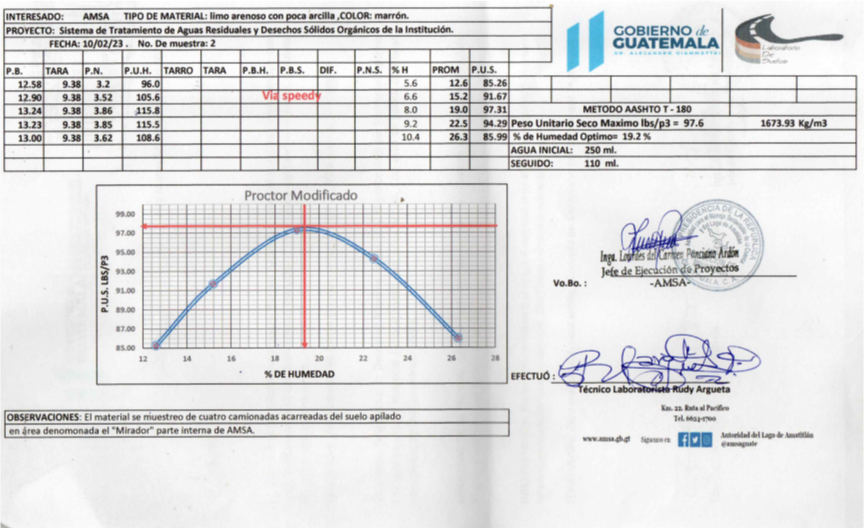 INTERESADO: AMSA TIPO DE MATERIAL: limo arenoso con poca arcilla ,COLOR: marrón.
PROYECTO: Sistema de Tratamiento de Aguas Residuales y Desechos Sólidos Orgánicos de la Institución.
FECHA: 10/02/23 . No. De muestra: 2
GOBIERNO de
GUATEMALA
DR. ALEJANDRO GIAMMATTEI
Laboratorio
De
Suelos
P.B. TARA P.N. P.U.H. TARRO TARA P.B.H. P.B.S. DIF. P.N.S. % H PROM P.U.S.
12.58 9.38 3.2 96.0 5.6 12.6 85.26
12.90 9.38 3.52 105.6 Via speedy 6.6 15.2 91.67
13.24 9.38 3.86 115.8 8.0 19.0 97.31 METODO AASHTO T - 180
13.23 9.38 3.85 115.5 9.2 22.5 94.29 Peso Unitario Seco Maximo lbs/p3 = 97.6 1673.93 Kg/m3
13.00 9.38 3.62 108.6 10.4 26.3 85.99 % de Humedad Optimo= 19.2 %
AGUA INICIAL: 250 ml.
SEGUIDO: 110 ml.
Proctor Modificado
99.00
97.00
95.00
93.00
91.00
89.00
87.00
85.00
P.U.S. LBS/P3
12 14 16 18 20 22 24 26 28
% DE HUMEDAD
PRESIDENCIA DE LA REPUBLICA
Inga. Lourdes del Carmen Ponciano Ardón
Jefe de Ejecución de Proyectos
Vo.Bo. : -AMSA-
EFECTUÓ :
Técnico Laboratorista Rudy Argueta
OBSERVACIONES: El material se muestreo de cuatro camionadas acarreadas del suelo apilado
en área denomonada el "Mirador" parte interna de AMSA.
Km. 22. Ruta al Pacífico
Tel. 6624-1700
www.amsa.gob.gt Síguenos en Autoridad del Lago de Amatitlán
@amsaguate